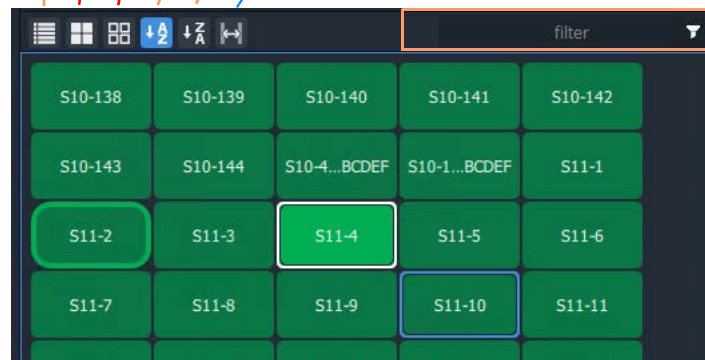 filter
S10-138 S10-139 S10-140 S10-141 S10-142
S10-143 S10-144 S10-4...BCDEF S10-1...BCDEF S11-1
S11-2 S11-3 S11-4 S11-5 S11-6
S11-7 S11-8 S11-9 S11-10 S11-11